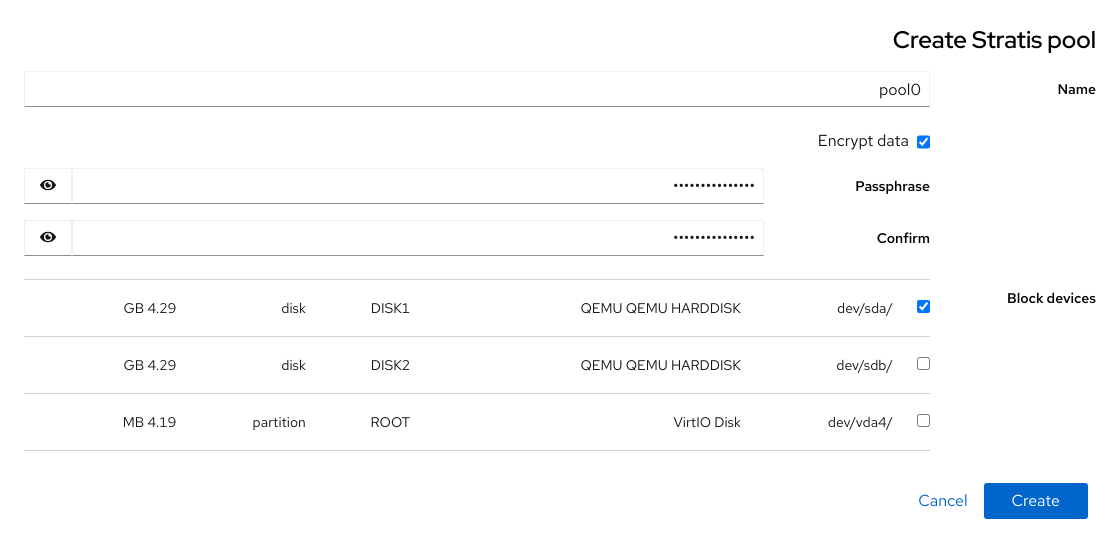 Create Stratis pool
Name
pool0
Encrypt data
Passphrase
Confirm
Block devices
dev/sda/ QEMU QEMU HARDDISK DISK1 disk GB 4.29
dev/sdb/ QEMU QEMU HARDDISK DISK2 disk GB 4.29
dev/vda4/ VirtIO Disk ROOT partition MB 4.19
Create
Cancel